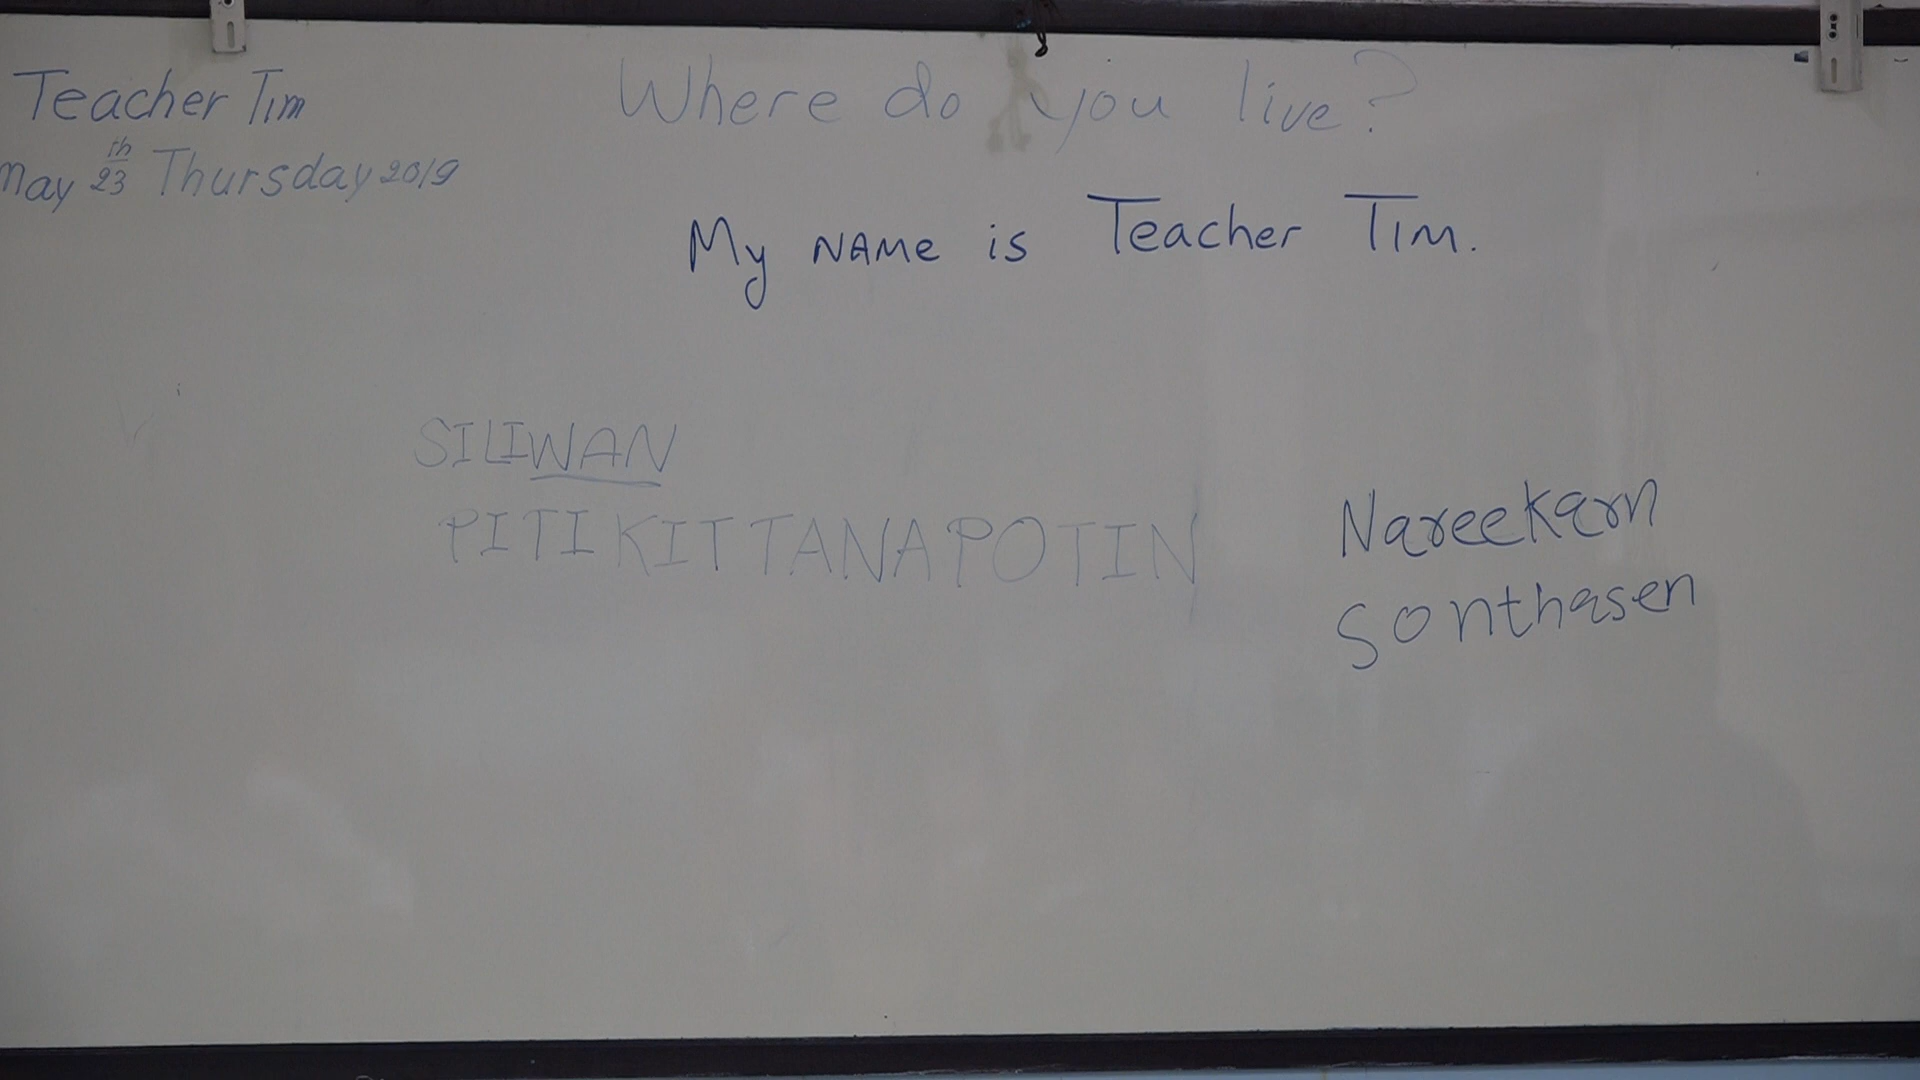 Teacher Tim
May 23th Thursday 2019
Where do you live?
My NAMe is Teacher TIM.
SILIWAN
PITIKITTANAPOTIN
Nareekarn
Sonthasen